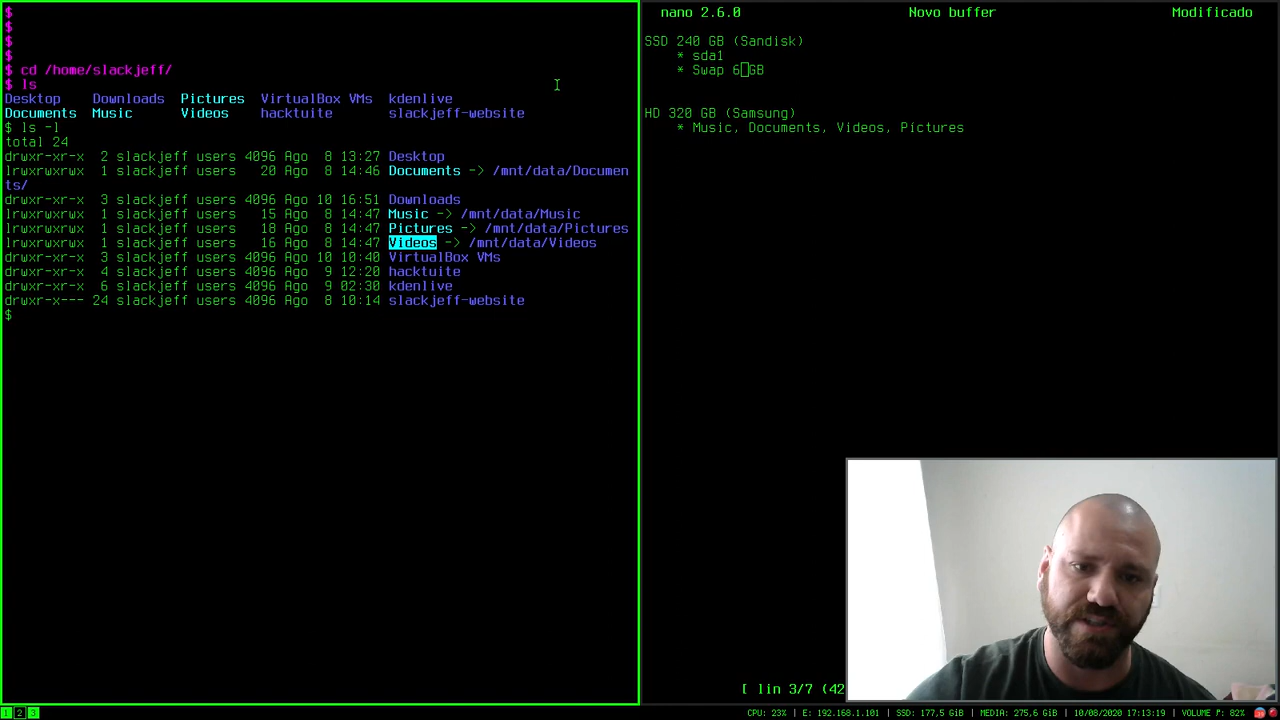 $
$
$
$
$ cd /home/slackjeff/
$ ls
Desktop    Downloads  Pictures  VirtualBox VMs  kdenlive
Documents  Music      Videos    hacktuite       slackjeff-website
$ ls -l
total 24
drwxr-xr-x  2 slackjeff users 4096 Ago  8 13:27 Desktop
lrwxrwxrwx  1 slackjeff users   20 Ago  8 14:46 Documents -> /mnt/data/Documen
ts/
drwxr-xr-x  3 slackjeff users 4096 Ago 10 16:51 Downloads
lrwxrwxrwx  1 slackjeff users   15 Ago  8 14:47 Music -> /mnt/data/Music
lrwxrwxrwx  1 slackjeff users   18 Ago  8 14:47 Pictures -> /mnt/data/Pictures
lrwxrwxrwx  1 slackjeff users   16 Ago  8 14:47 Videos -> /mnt/data/Videos
drwxr-xr-x  3 slackjeff users 4096 Ago 10 10:40 VirtualBox VMs
drwxr-xr-x  4 slackjeff users 4096 Ago  9 12:20 hacktuite
drwxr-xr-x  6 slackjeff users 4096 Ago  9 02:30 kdenlive
drwxr-x--- 24 slackjeff users 4096 Ago  8 10:14 slackjeff-website
$
nano 2.6.0 Novo buffer Modificado
SSD 240 GB (Sandisk)
* sda1
* Swap 6 GB
HD 320 GB (Samsung)
* Music, Documents, Videos, Pictures
[ lin 3/7 (42
1 2 3
CPU: 23% | E: 192.168.1.101 | SSD: 177,5 GiB | MEDIA: 275,6 GiB | 10/08/2020 17:13:19 | VOLUME: 82%